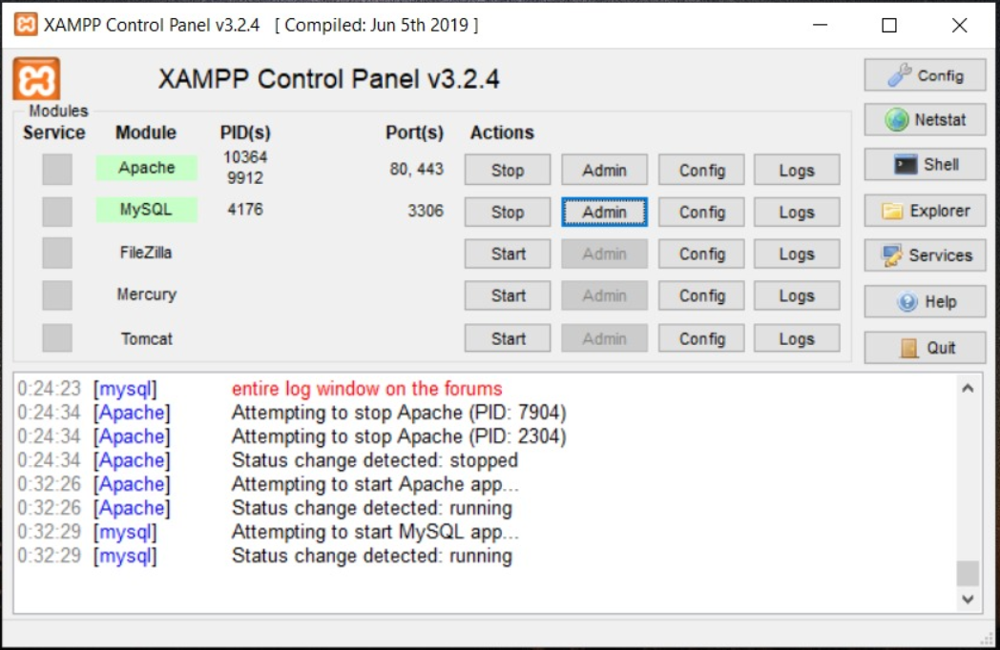 XAMPP Control Panel v3.2.4 [ Compiled: Jun 5th 2019 ]
XAMPP Control Panel v3.2.4
Config
Modules
Service Module PID(s) Port(s) Actions
Netstat
Apache 10364 9912 80, 443 Stop Admin Config Logs
Shell
MySQL 4176 3306 Stop Admin Config Logs
Explorer
FileZilla Start Admin Config Logs
Services
Mercury Start Admin Config Logs
Help
Tomcat Start Admin Config Logs
Quit
0:24:23 [mysql] entire log window on the forums
0:24:34 [Apache] Attempting to stop Apache (PID: 7904)
0:24:34 [Apache] Attempting to stop Apache (PID: 2304)
0:24:34 [Apache] Status change detected: stopped
0:32:26 [Apache] Attempting to start Apache app...
0:32:26 [Apache] Status change detected: running
0:32:29 [mysql] Attempting to start MySQL app...
0:32:29 [mysql] Status change detected: running